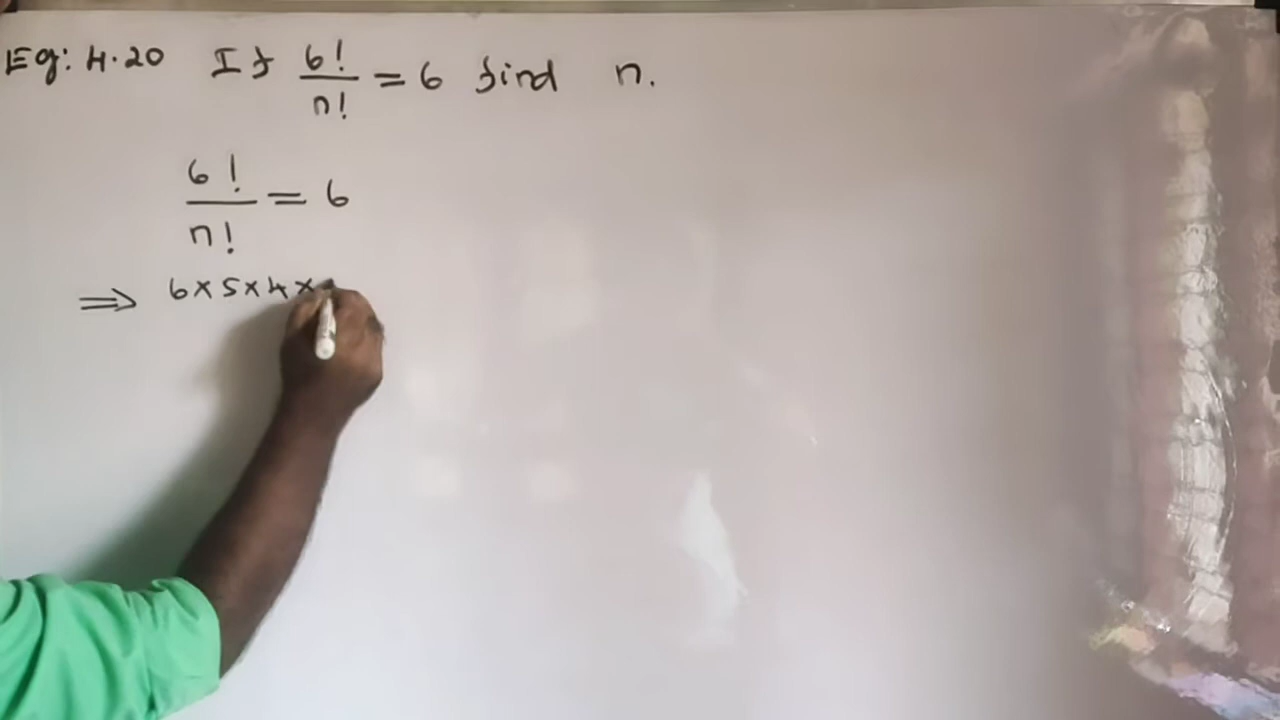 Eg: 4.20 If 6!/n! = 6 find n.
6!/n! = 6
⇒ 6×5×4×